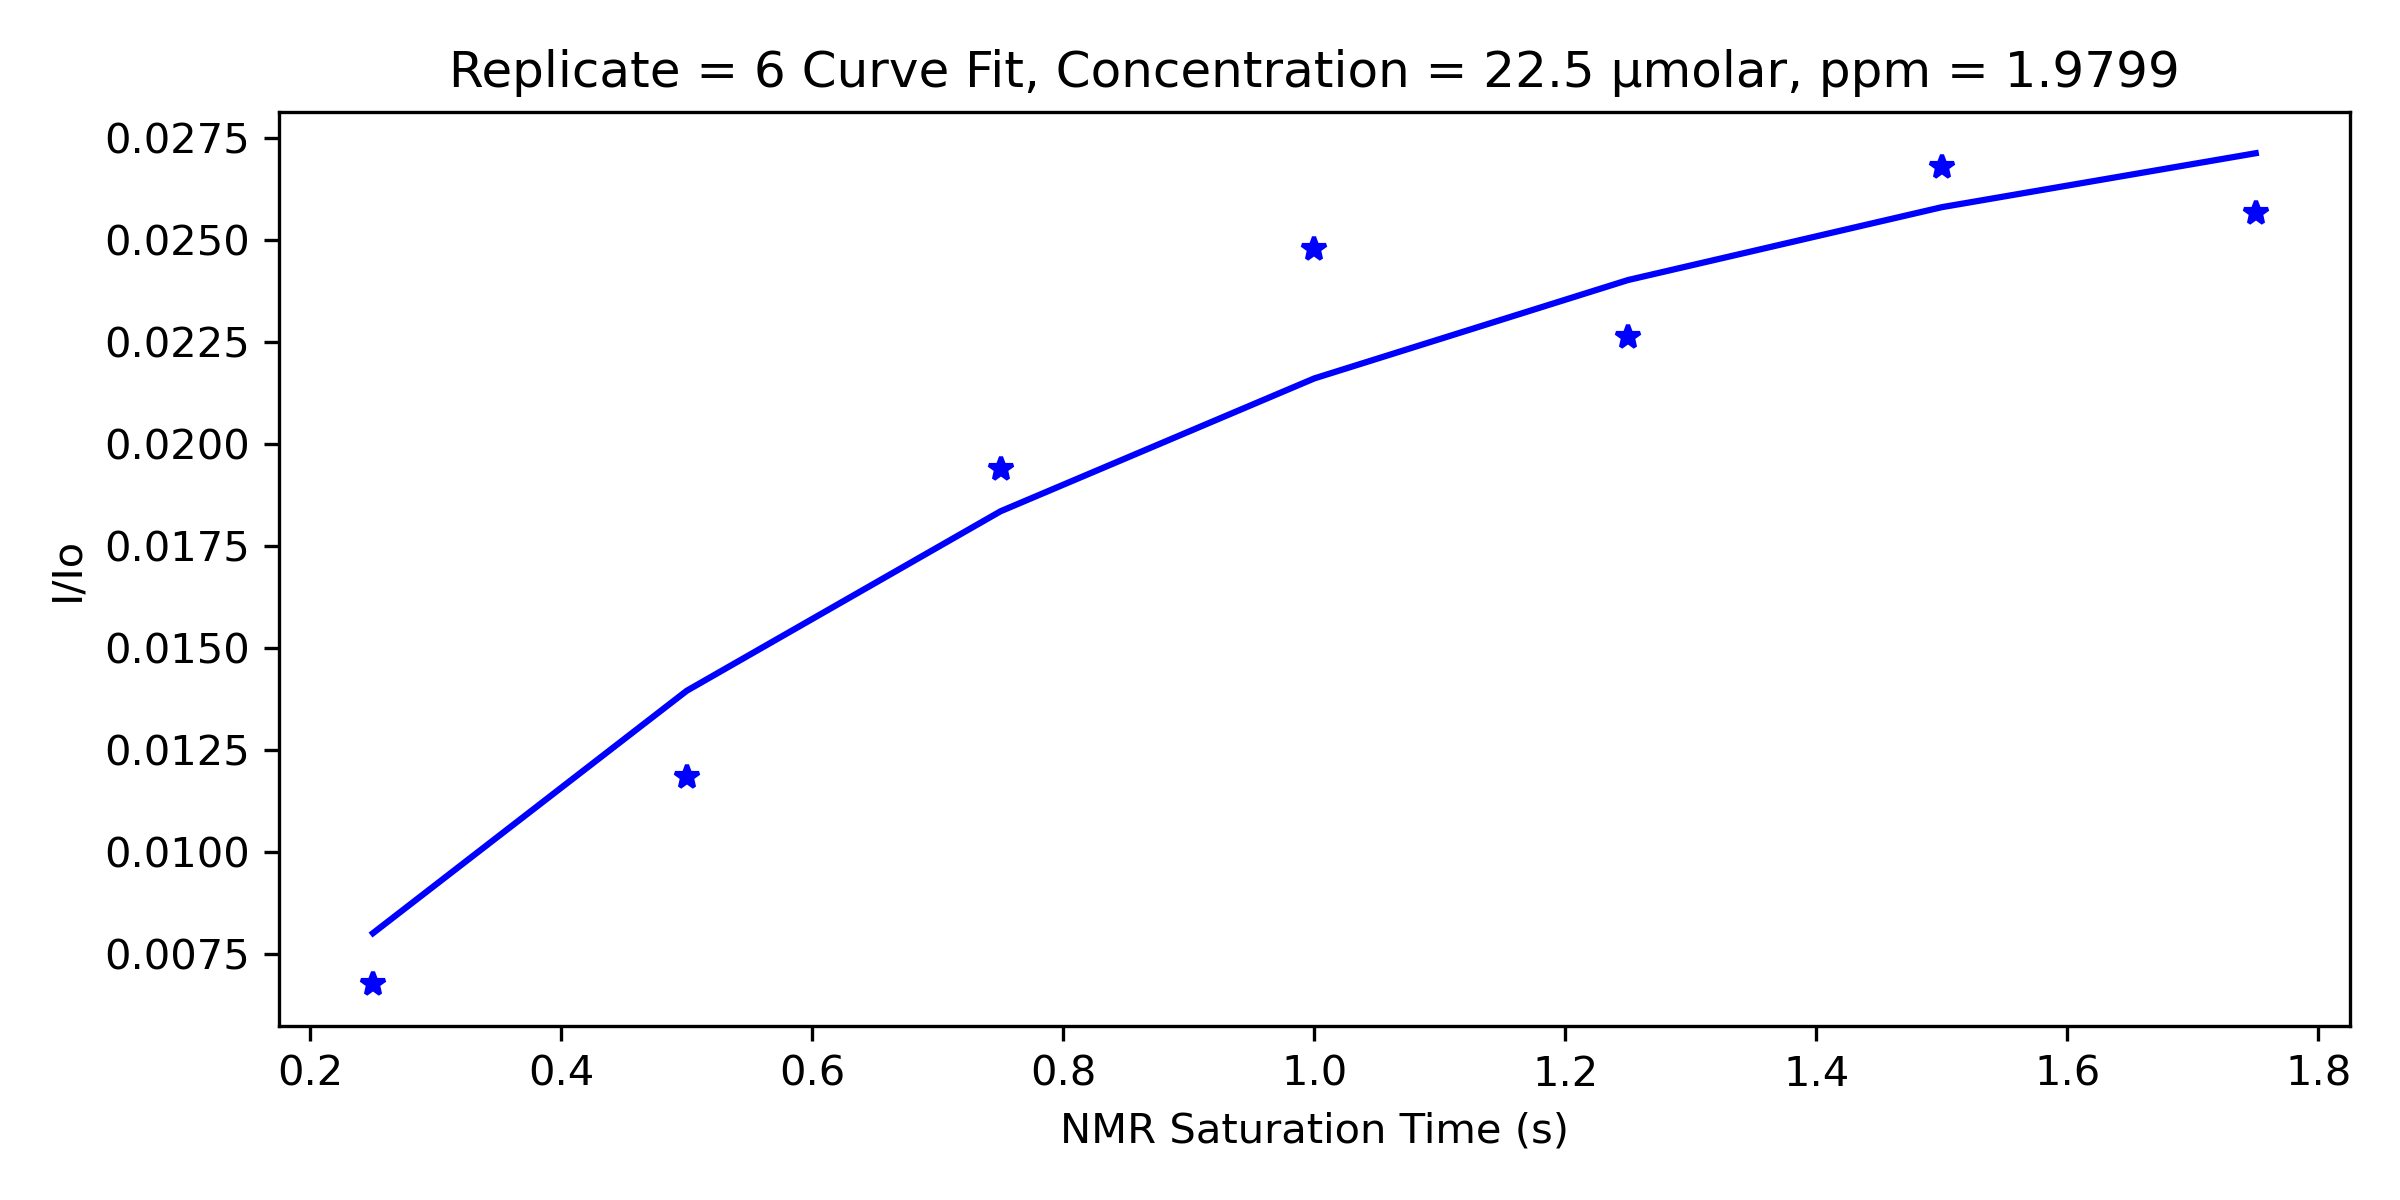 Replicate = 6 Curve Fit, Concentration = 22.5 μmolar, ppm = 1.9799
0.0275
0.0250
0.0225
0.0200
0.0175
0.0150
0.0125
0.0100
0.0075
I/Io
0.2 0.4 0.6 0.8 1.0 1.2 1.4 1.6 1.8
NMR Saturation Time (s)